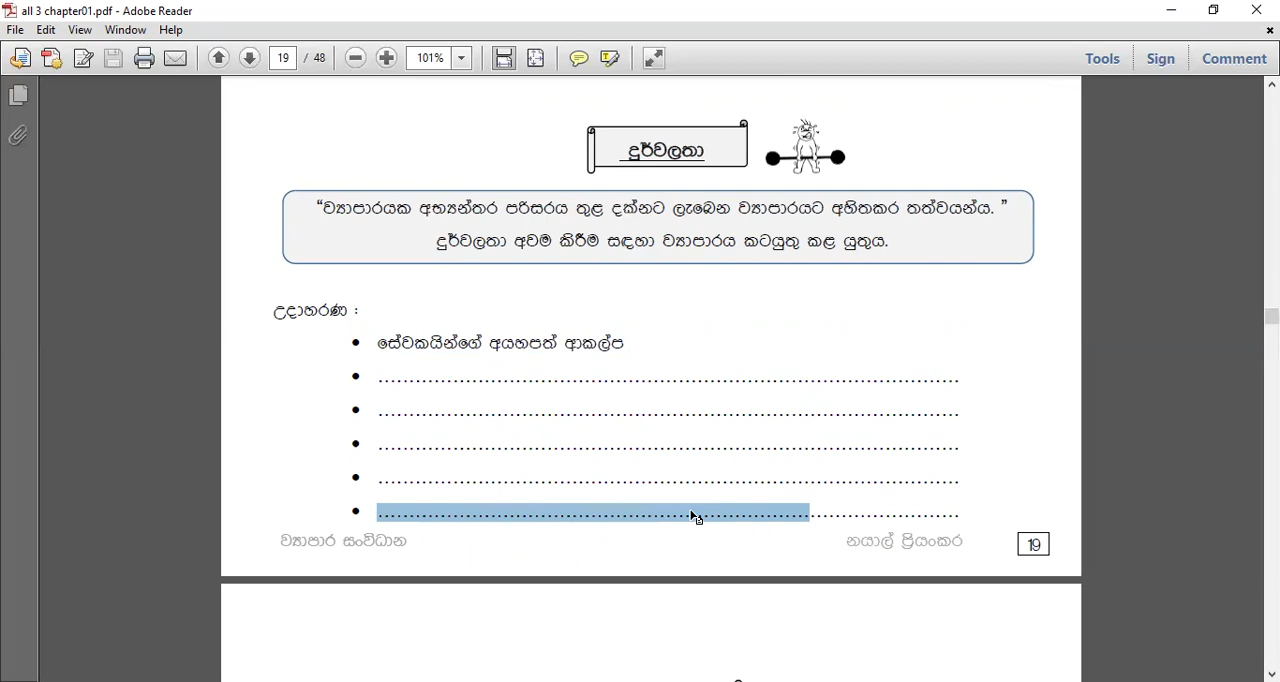 all 3 chapter01.pdf - Adobe Reader
File Edit View Window Help
19 / 48 101% Tools Sign Comment
දුර්වලතා
“ව්‍යාපාරයක අභ්‍යන්තර පරිසරය තුළ දක්නට ලැබෙන ව්‍යාපාරයට අහිතකර තත්වයන්ය. ”
දුර්වලතා අවම කිරීම සඳහා ව්‍යාපාරය කටයුතු කළ යුතුය.
උදාහරණ :
• සේවකයින්ගේ අයහපත් ආකල්ප
• ................................................................................
• ................................................................................
• ................................................................................
• ................................................................................
• ................................................................................
ව්‍යාපාර සංවිධාන නයාල් ප්‍රියංකර 19